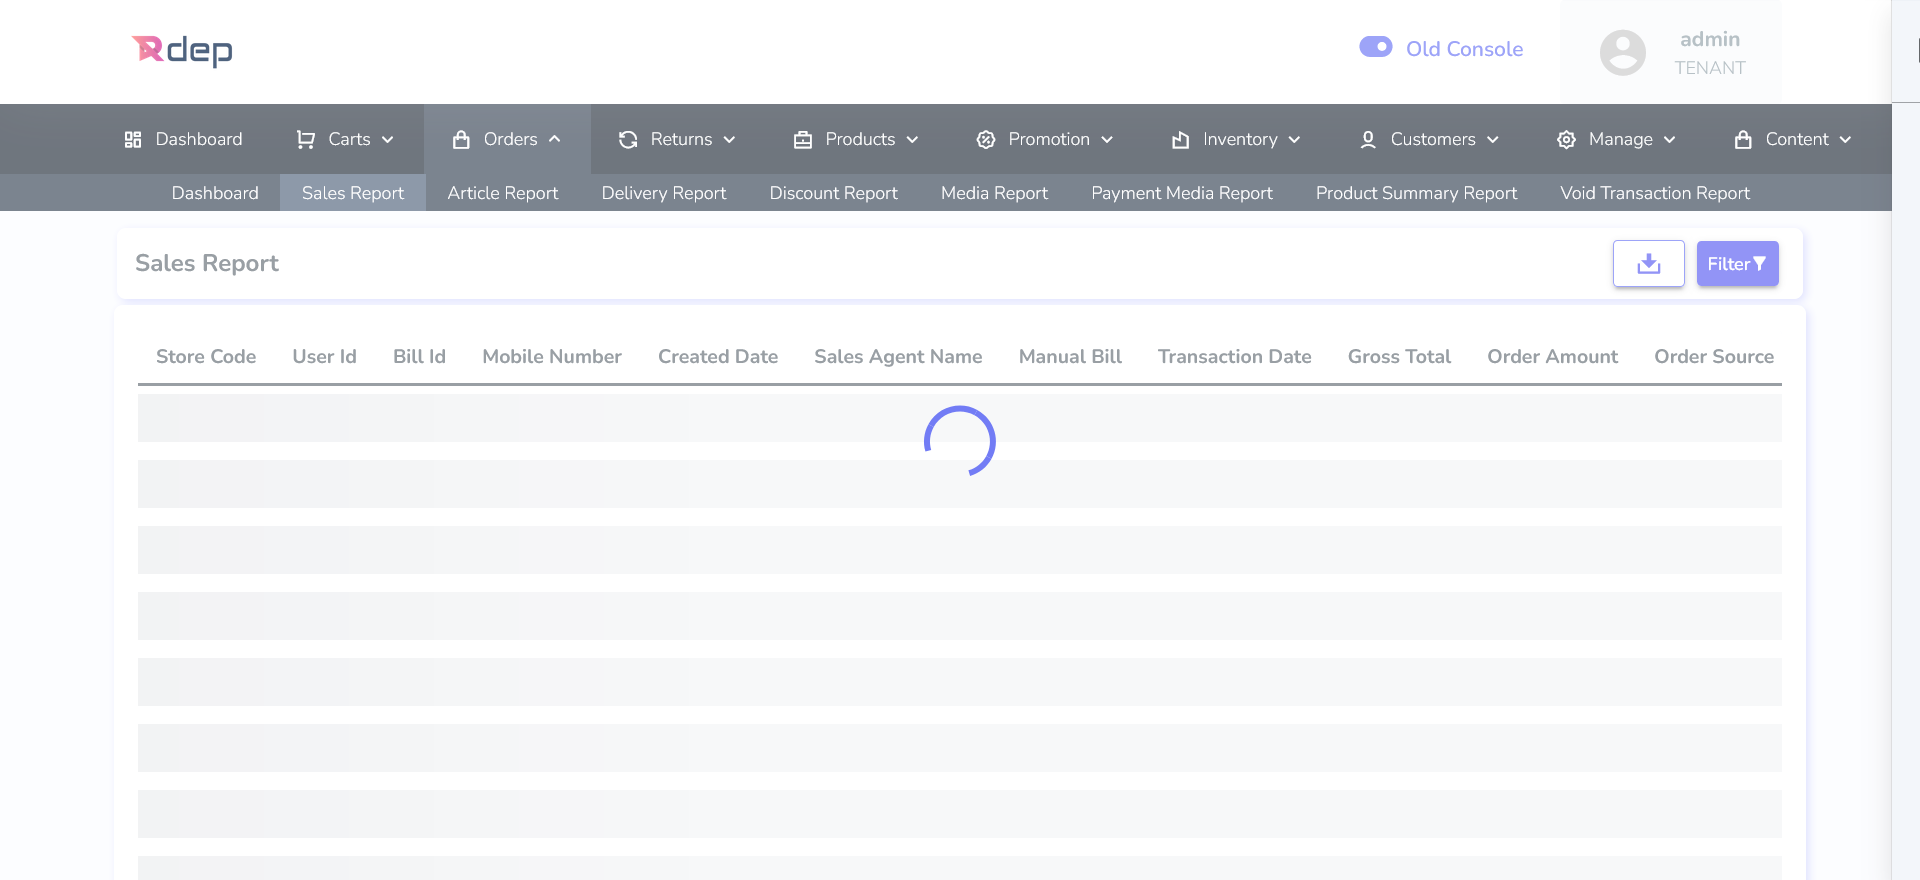 Rdep
Old Console
admin
TENANT
Dashboard Carts Orders Returns Products Promotion Inventory Customers Manage Content
Dashboard Sales Report Article Report Delivery Report Discount Report Media Report Payment Media Report Product Summary Report Void Transaction Report
Sales Report
Filter
Store Code User Id Bill Id Mobile Number Created Date Sales Agent Name Manual Bill Transaction Date Gross Total Order Amount Order Source